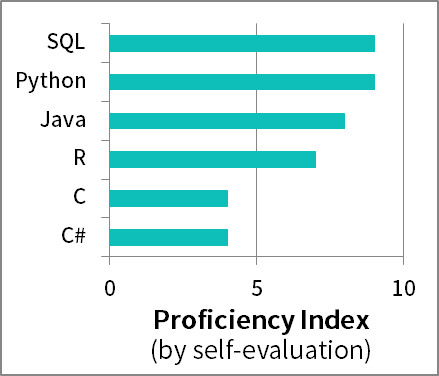 SQL
Python
Java
R
C
C#
0 5 10
Proficiency Index
(by self-evaluation)